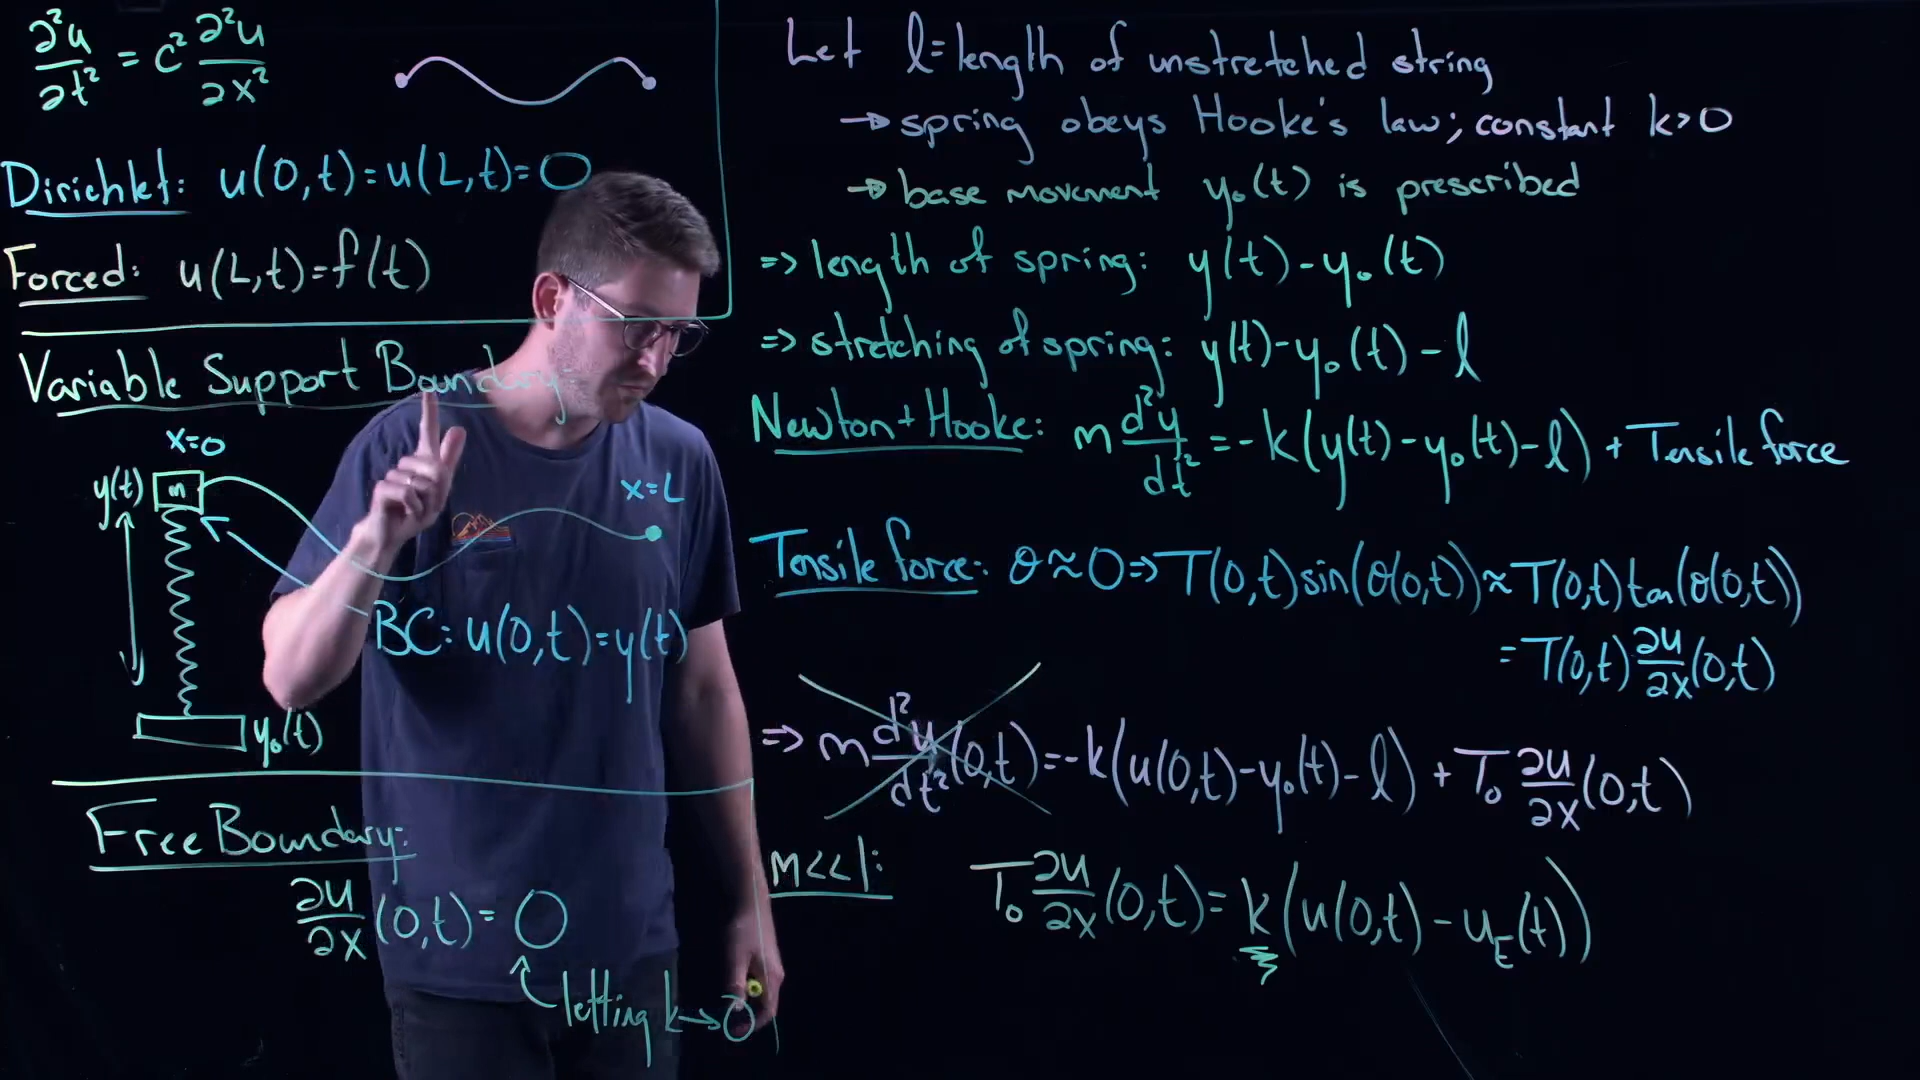 ∂²u/∂t² = c² ∂²u/∂x²
Dirichlet: u(0,t)=u(L,t)=0
Forced: u(L,t)=f(t)
Variable Support Boundary:
x=0
y(t)
m
x=L
BC: u(0,t)=y(t)
y₀(t)
Free Boundary:
∂u/∂x(0,t)=0
letting k→0
Let l=length of unstretched string
→ spring obeys Hooke's law; constant k>0
→ base movement y₀(t) is prescribed
=> length of spring: y(t)-y₀(t)
=> stretching of spring: y(t)-y₀(t)-l
Newton+Hooke: m d²y/dt² = -k(y(t)-y₀(t)-l) + Tensile force
Tensile force: θ≈0 => T(0,t)sin(θ(0,t))≈T(0,t)tan(θ(0,t))
=T(0,t)∂u/∂x(0,t)
=> m d²u/dt²(0,t)=-k(u(0,t)-y₀(t)-l) + T₀ ∂u/∂x(0,t)
m<<1: T₀ ∂u/∂x(0,t)=k(u(0,t)-u_E(t))